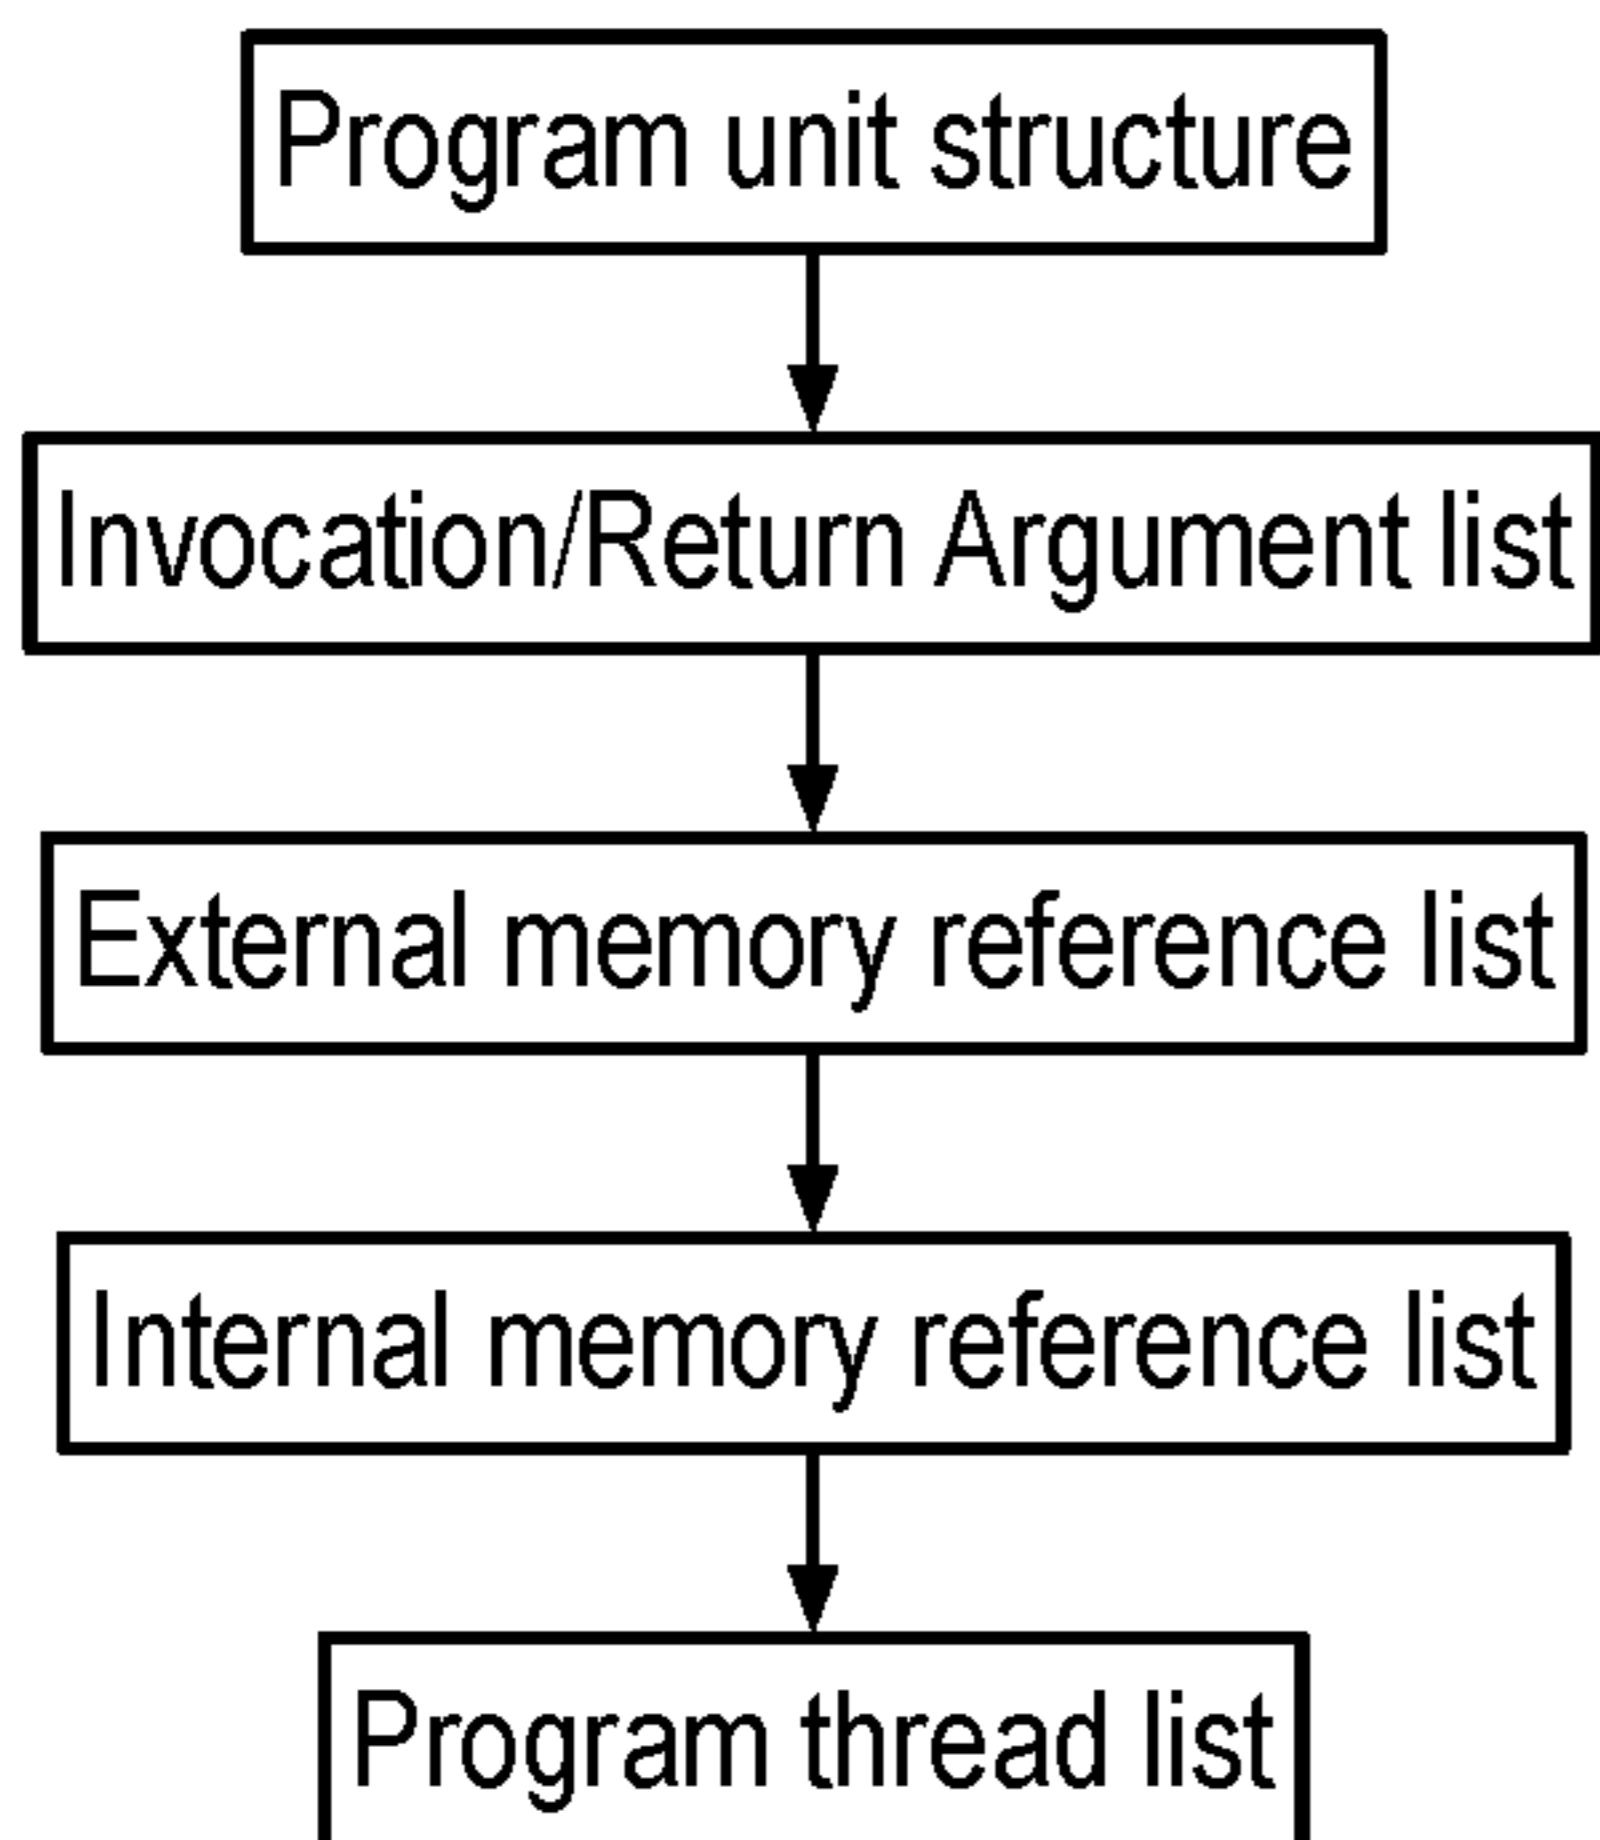 Program unit structure
Invocation/Return Argument list
External memory reference list
Internal memory reference list
Program thread list